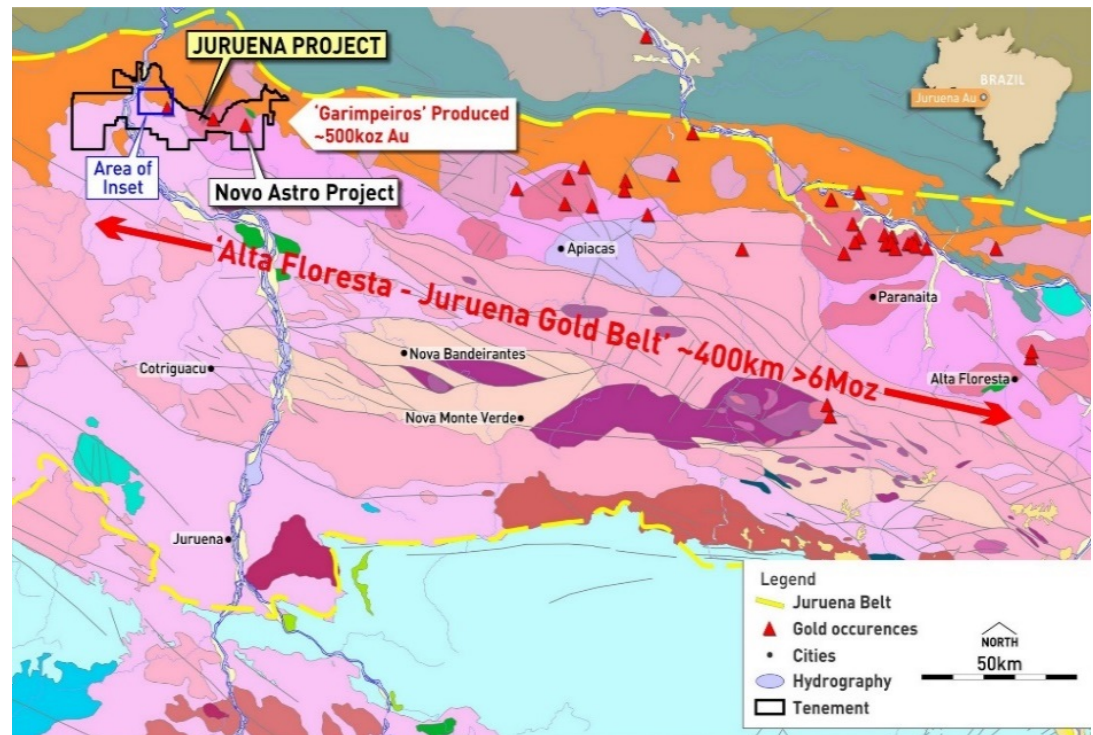 JURUENA PROJECT
'Garimpeiros' Produced
~500koz Au
Area of
Inset
Novo Astro Project
BRAZIL
Juruena Au
Apiacas
'Alta Floresta - Juruena Gold Belt' ~400km >6Moz
Paranaita
Nova Bandeirantes
Cotriguacu
Alta Floresta
Nova Monte Verde
Juruena
Legend
Juruena Belt
Gold occurences
Cities
Hydrography
Tenement
NORTH
50km